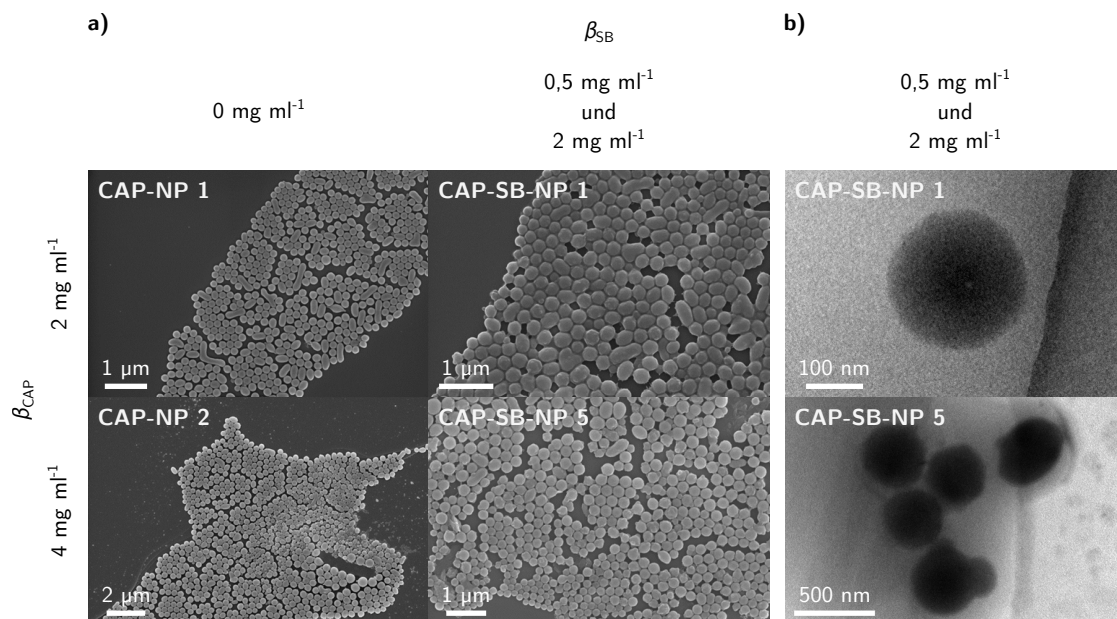 a)
β_SB
b)
0 mg ml⁻¹
0,5 mg ml⁻¹
und
2 mg ml⁻¹
0,5 mg ml⁻¹
und
2 mg ml⁻¹
β_CAP
2 mg ml⁻¹
CAP-NP 1
1 µm
CAP-SB-NP 1
1 µm
CAP-SB-NP 1
100 nm
4 mg ml⁻¹
CAP-NP 2
2 µm
CAP-SB-NP 5
1 µm
CAP-SB-NP 5
500 nm